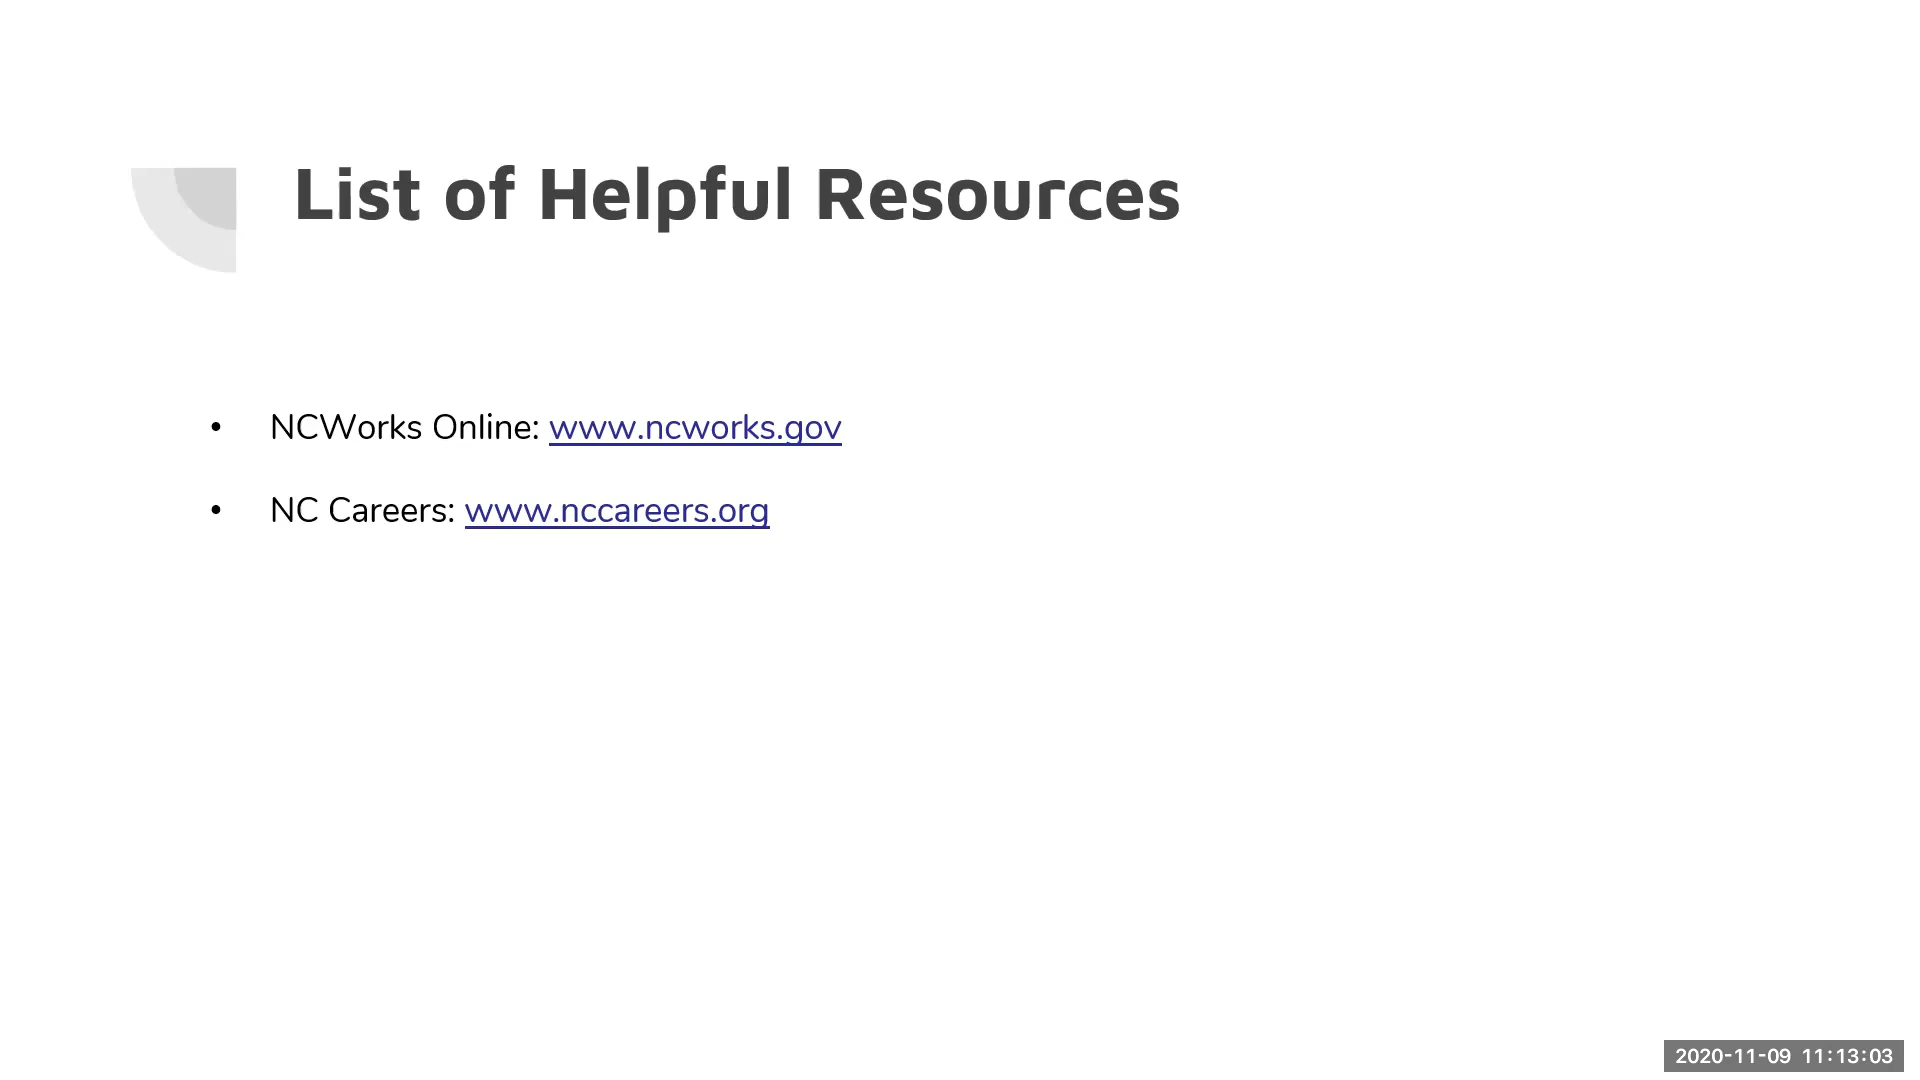 List of Helpful Resources
• NCWorks Online: www.ncworks.gov
• NC Careers: www.nccareers.org
2020-11-09 11:13:03